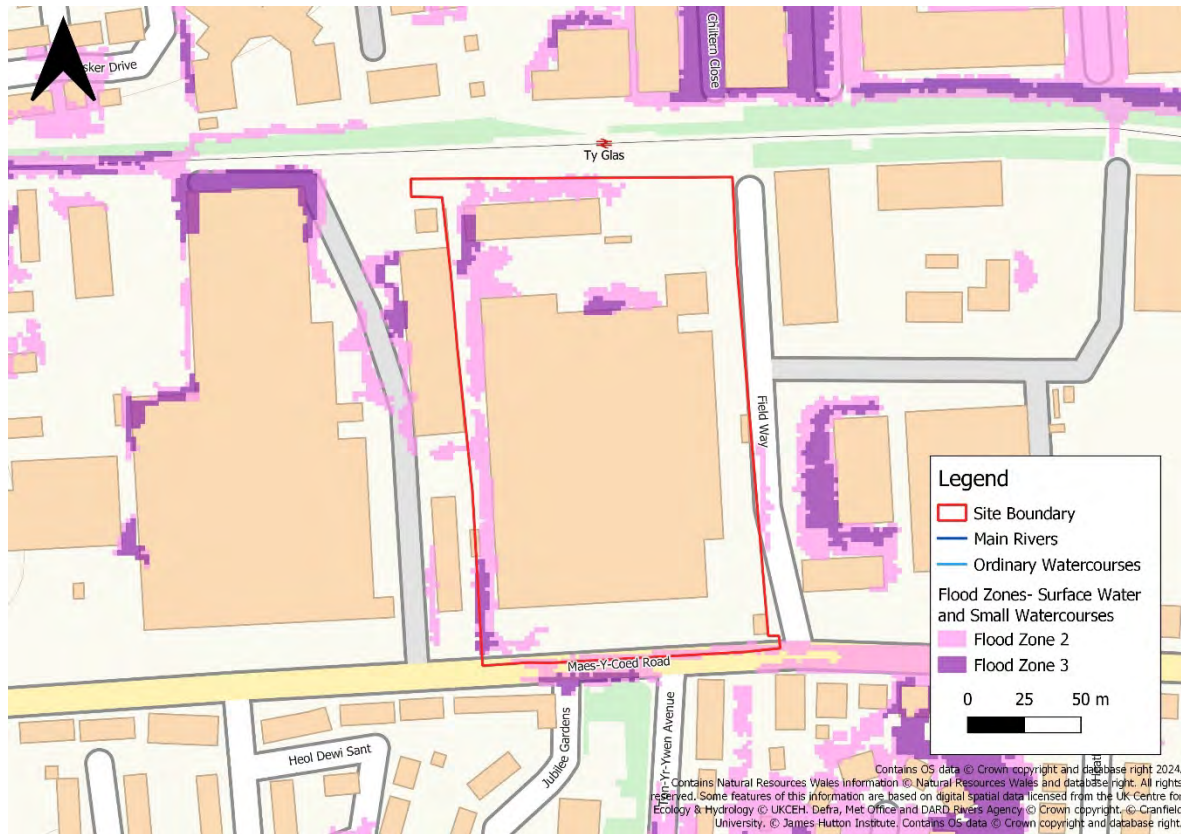 sker Drive
Chiltern Close
Ty Glas
Field Way
Maes-Y-Coed Road
Heol Dewi Sant
Jubilee Gardens
Ton-Yr-Ywen Avenue
Legend
Site Boundary
Main Rivers
Ordinary Watercourses
Flood Zones- Surface Water
and Small Watercourses
Flood Zone 2
Flood Zone 3
0 25 50 m
Contains OS data © Crown copyright and database right 2024.
Contains Natural Resources Wales information © Natural Resources Wales and database right. All rights
reserved. Some features of this information are based on digital spatial data licensed from the UK Centre for
Ecology & Hydrology © UKCEH. Defra, Met Office and DARD Rivers Agency © Crown copyright. © Cranfield
University. © James Hutton Institute. Contains OS data © Crown copyright and database right.